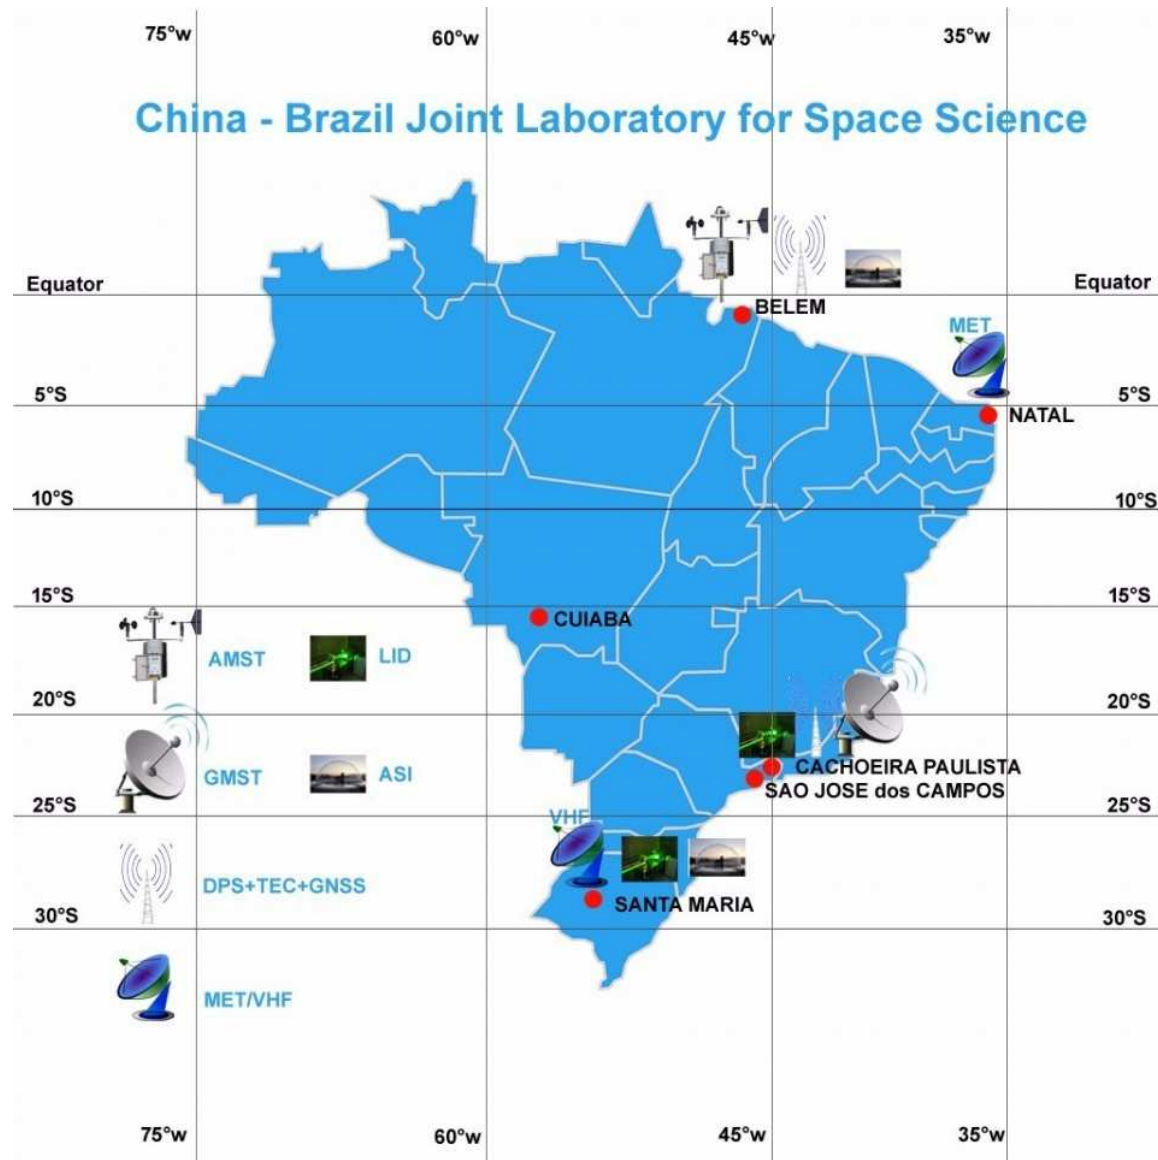 75°w 60°w 45°w 35°w
China - Brazil Joint Laboratory for Space Science
Equator Equator
BELEM
MET
5°S 5°S
NATAL
10°S 10°S
15°S 15°S
CUIABA
AMST LID
20°S 20°S
CACHOEIRA PAULISTA
GMST ASI
SAO JOSE dos CAMPOS
25°S 25°S
VHF
DPS+TEC+GNSS
SANTA MARIA
30°S 30°S
MET/VHF
75°w 60°w 45°w 35°w